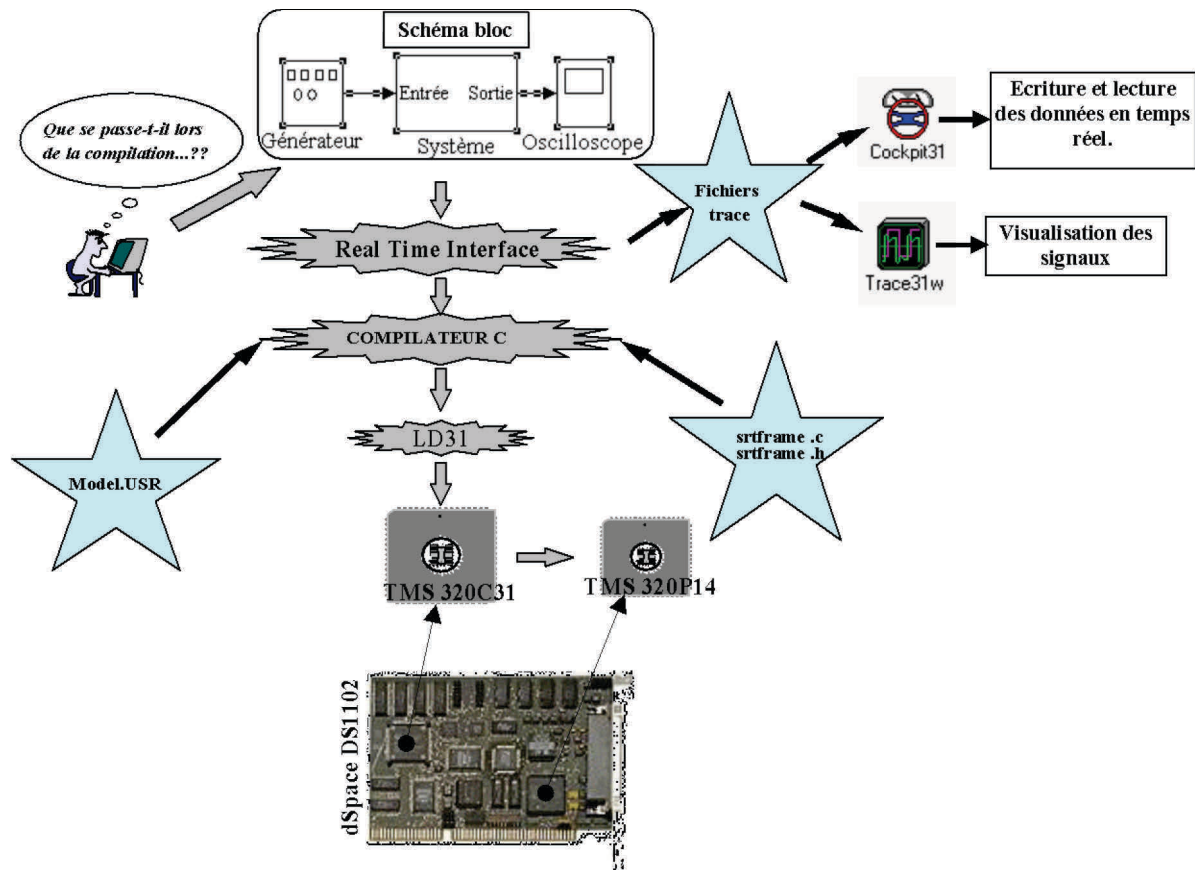 Schéma bloc
Entrée
Sortie
Générateur
Système
Oscilloscope
Que se passe-t-il lors
de la compilation...??
Fichiers
trace
Cockpit31
Ecriture et lecture
des données en temps
réel.
Real Time Interface
Trace31w
Visualisation des
signaux
COMPILATEUR C
Model.USR
LD31
srtframe .c
srtframe .h
TMS 320C31
TMS 320P14
dSpace DS1102